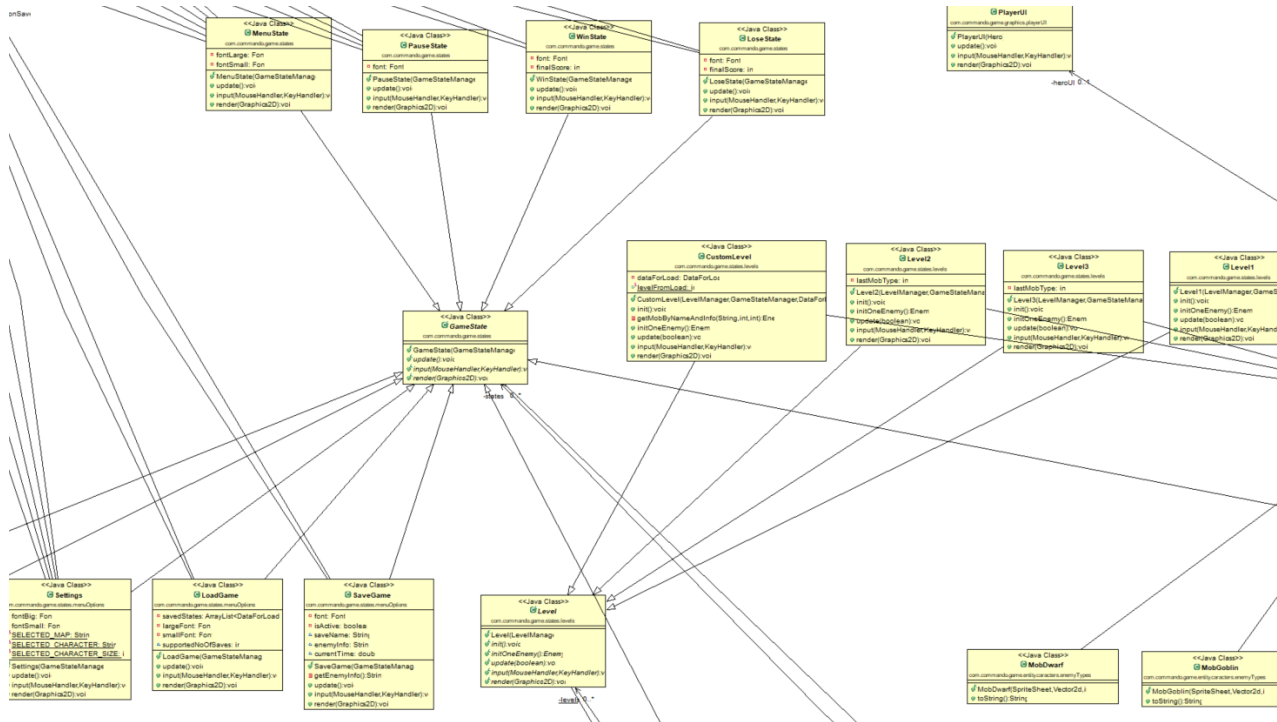 <<Java Class>>
MenuState
com.commando.game.states
fontLarge: Fon
fontSmall: Fon
MenuState(GameStateManag
update():voi
input(MouseHandler,KeyHandler):v
render(Graphics2D):voi
<<Java Class>>
PauseState
com.commando.game.states
font: Font
PauseState(GameStateManage
update():voi
input(MouseHandler,KeyHandler):v
render(Graphics2D):voi
<<Java Class>>
WinState
com.commando.game.states
font: Font
finalScore: in
WinState(GameStateManage
update():voi
input(MouseHandler,KeyHandler):v
render(Graphics2D):voi
<<Java Class>>
LoseState
com.commando.game.states
font: Font
finalScore: in
LoseState(GameStateManage
update():voi
input(MouseHandler,KeyHandler):v
render(Graphics2D):voi
<<Java Class>>
PlayerUI
com.commando.game.graphics.playerUI
PlayerUI(Hero
update():voi
input(MouseHandler,KeyHandler):v
render(Graphics2D):voi
-heroUI 0..1
<<Java Class>>
CustomLevel
com.commando.game.states.levels
dataForLoad: DataForLoa
levelFromLoad: i
CustomLevel(LevelManager,GameStateManager,DataForl
init():voi
getMobByNameAndInfo(String,int,int):Ene
initOneEnemy():Enem
update(boolean):vo
input(MouseHandler,KeyHandler):v
render(Graphics2D):voi
<<Java Class>>
Level2
com.commando.game.states.levels
lastMobType: in
Level2(LevelManager,GameStateMana
init():voi
initOneEnemy():Enem
update(boolean):vo
input(MouseHandler,KeyHandler):v
render(Graphics2D):voi
<<Java Class>>
Level3
com.commando.game.states.levels
lastMobType: in
Level3(LevelManager,GameStateMana
init():voi
initOneEnemy():Enem
update(boolean):vo
input(MouseHandler,KeyHandler):v
render(Graphics2D):voi
<<Java Class>>
Level1
com.commando.game.states.levels
Level1(LevelManager,GameS
init():voi
initOneEnemy():Enem
update(boolean):vo
input(MouseHandler,KeyHand
render(Graphics2D):voi
<<Java Class>>
GameState
com.commando.game.states
GameState(GameStateManage
update():voi
input(MouseHandler,KeyHandler):v
render(Graphics2D):voi
-states 0..*
<<Java Class>>
Settings
m.commando.game.states.menuOptions
fontBig: Fon
fontSmall: Fon
SELECTED_MAP: Strin
SELECTED_CHARACTER: Strir
SELECTED_CHARACTER_SIZE: i
Settings(GameStateManage
update():voi
input(MouseHandler,KeyHandler):v
render(Graphics2D):voi
<<Java Class>>
LoadGame
com.commando.game.states.menuOptions
savedStates: ArrayList<DataForLoad
largeFont: Fon
smallFont: Fon
supportedNoOfSaves: ir
LoadGame(GameStateManag
update():voi
input(MouseHandler,KeyHandler):v
render(Graphics2D):voi
<<Java Class>>
SaveGame
com.commando.game.states.menuOptions
font: Font
isActive: boolea
saveName: String
enemyInfo: Strin
currentTime: doub
SaveGame(GameStateManag
getEnemyInfo():String
update():voi
input(MouseHandler,KeyHandler):v
render(Graphics2D):voi
<<Java Class>>
Level
com.commando.game.states.levels
Level(LevelManage
init():voic
initOneEnemy():Enem
update(boolean):vo
input(MouseHandler,KeyHandler):v
render(Graphics2D):voi
-levels 0..*
<<Java Class>>
MobDwarf
com.commando.game.entity.caracters.enemyTypes
MobDwarf(SpriteSheet,Vector2d,i
toString():String
<<Java Class>>
MobGoblin
com.commando.game.entity.caracters.enemyTypes
MobGoblin(SpriteSheet,Vector2d,i
toString():String